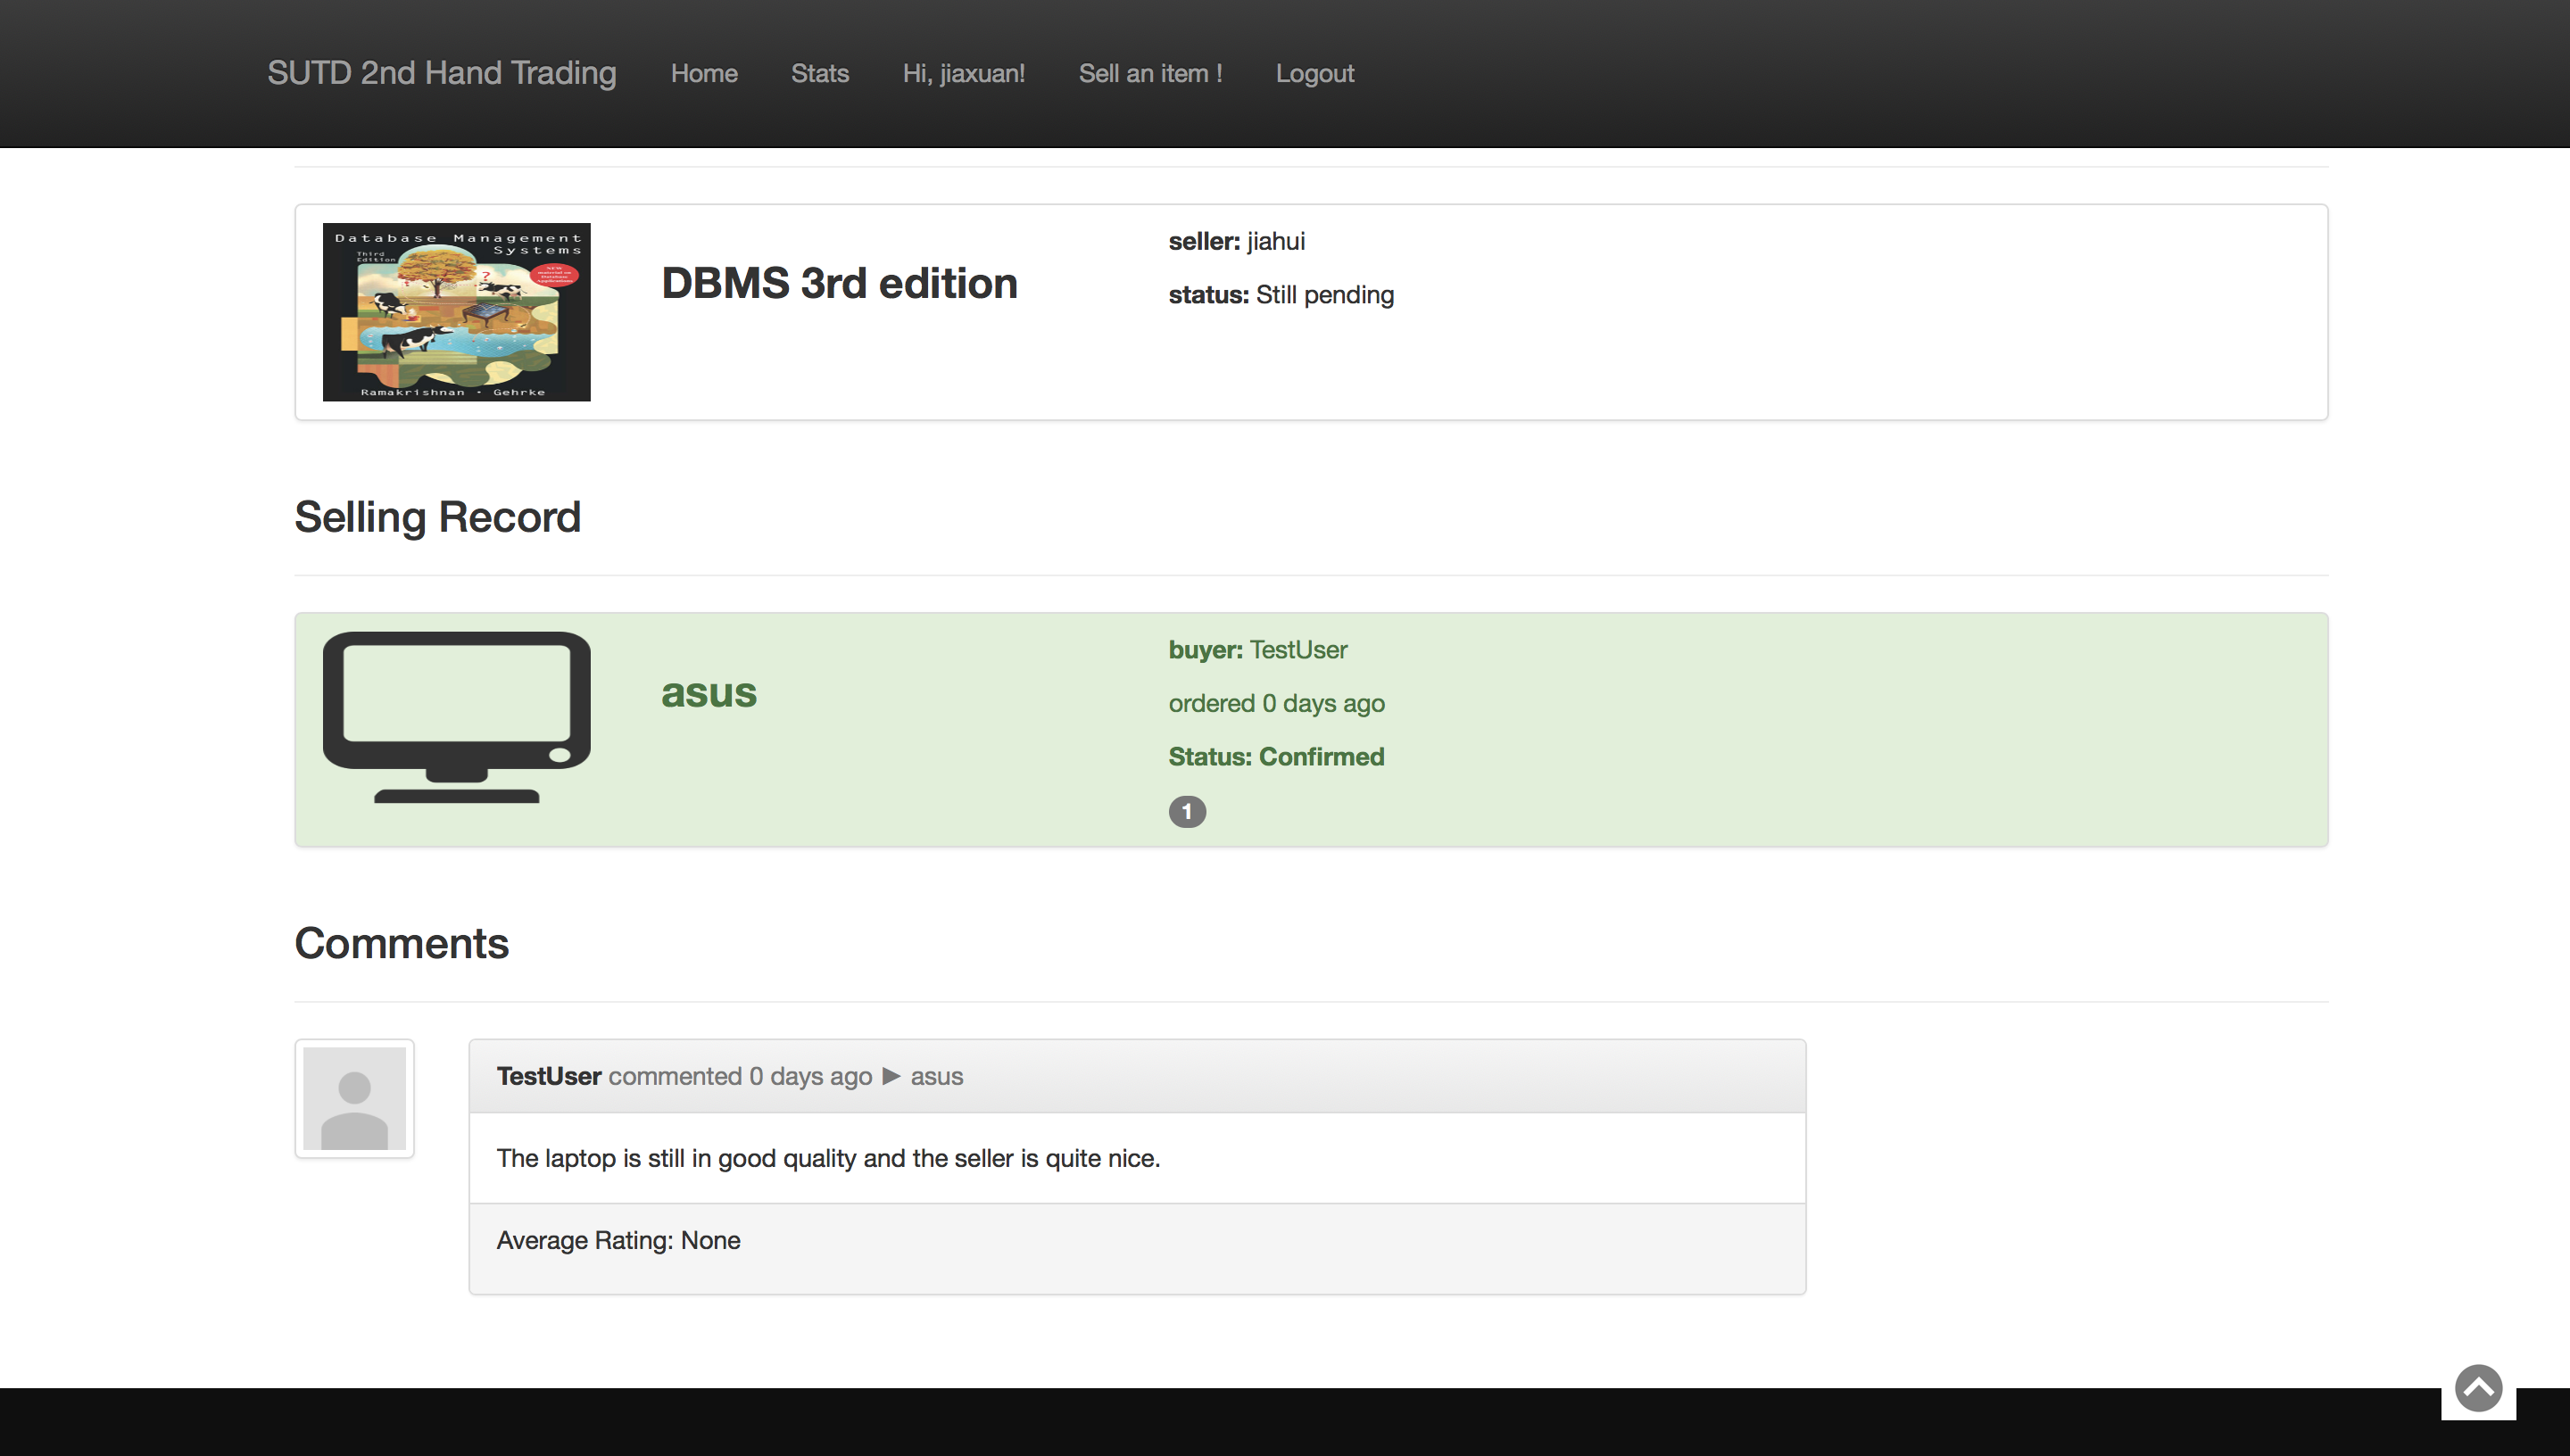 SUTD 2nd Hand Trading Home Stats Hi, jiaxuan! Sell an item ! Logout
Database Management
Systems
Third
Edition
NEW
Ramakrishnan · Gehrke
DBMS 3rd edition
seller: jiahui
status: Still pending
Selling Record
asus
buyer: TestUser
ordered 0 days ago
Status: Confirmed
1
Comments
TestUser commented 0 days ago ▶ asus
The laptop is still in good quality and the seller is quite nice.
Average Rating: None